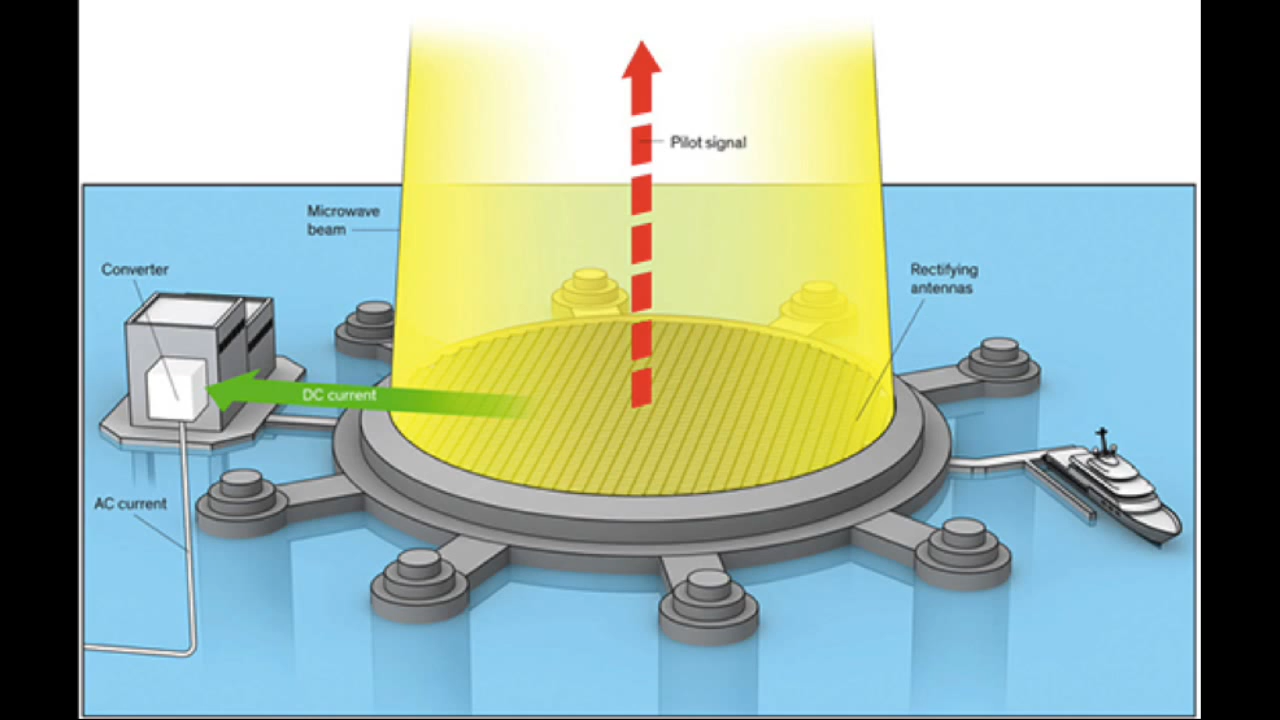 Pilot signal
Microwave
beam
Converter
Rectifying
antennas
DC current
AC current